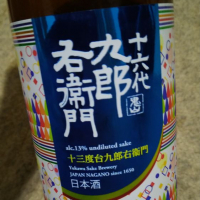 十六代
九郎
右衛門
alc.13% undiluted sake
十三度台九郎右衛門
Yukawa Sake Brewery
JAPAN NAGANO since 1650
日本酒